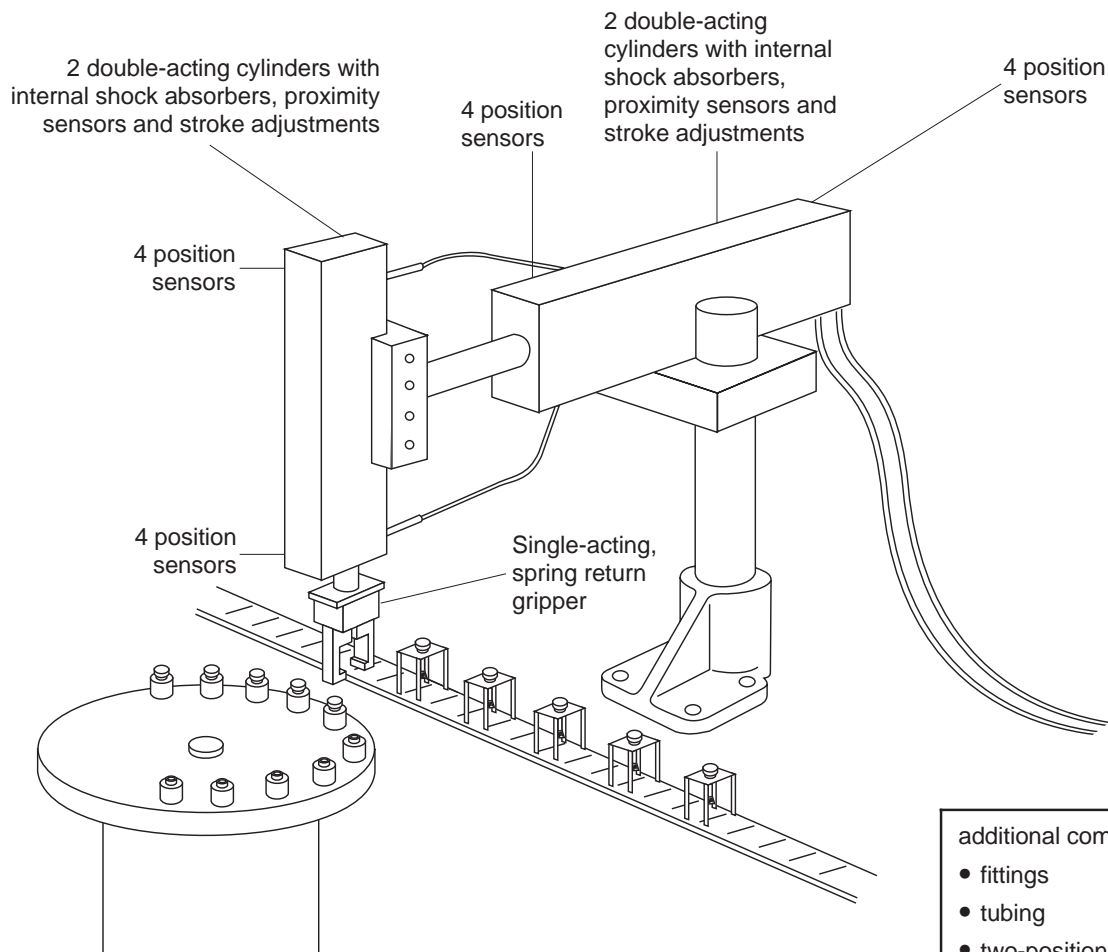 2 double-acting cylinders with
internal shock absorbers, proximity
sensors and stroke adjustments
4 position
sensors
2 double-acting
cylinders with internal
shock absorbers,
proximity sensors and
stroke adjustments
4 position
sensors
4 position
sensors
4 position
sensors
Single-acting,
spring return
gripper
additional
• fittings
• tubing
• two-position